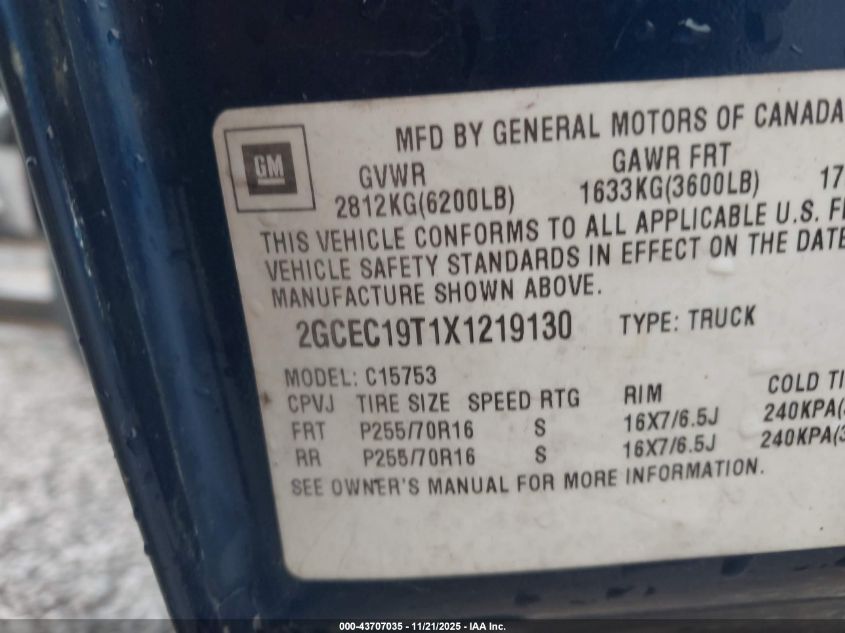 MFD BY GENERAL MOTORS OF CANADA
GM
GVWR GAWR FRT
2812KG(6200LB) 1633KG(3600LB) 17
THIS VEHICLE CONFORMS TO ALL APPLICABLE U.S.
VEHICLE SAFETY STANDARDS IN EFFECT ON THE DATE
MANUFACTURE SHOWN ABOVE.
2GCEC19T1X1219130 TYPE: TRUCK
MODEL: C15753
CPVJ TIRE SIZE SPEED RTG RIM COLD
FRT P255/70R16 S 16X7/6.5J 240KPA(
RR P255/70R16 S 16X7/6.5J 240KPA(3
SEE OWNER'S MANUAL FOR MORE INFORMATION.
000-43707035 - 11/21/2025 - IAA Inc.